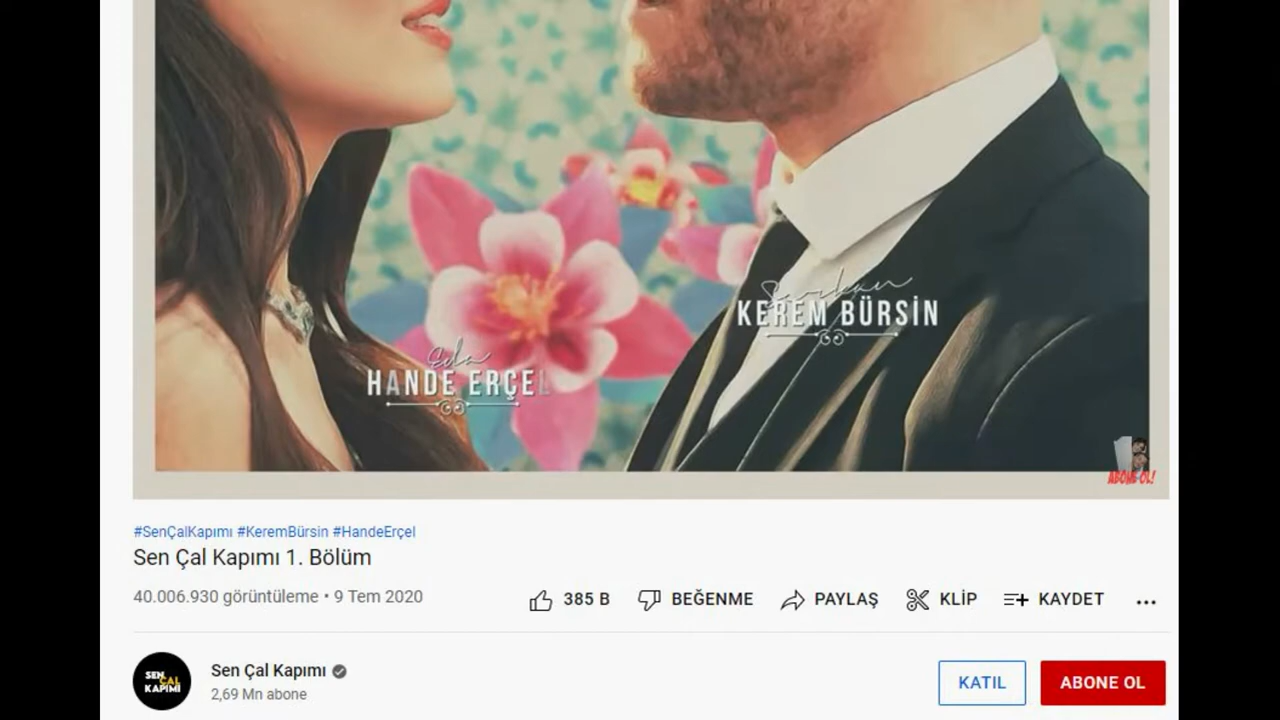 Serkan
KEREM BÜRSİN
Eda
HANDE ERÇEL
ABONE OL!
#SenÇalKapımı #KeremBürsin #HandeErçel
Sen Çal Kapımı 1. Bölüm
40.006.930 görüntüleme • 9 Tem 2020
385 B BEĞENME PAYLAŞ KLİP KAYDET ...
SEN
ÇAL
KAPIMI
Sen Çal Kapımı
2,69 Mn abone
KATIL ABONE OL